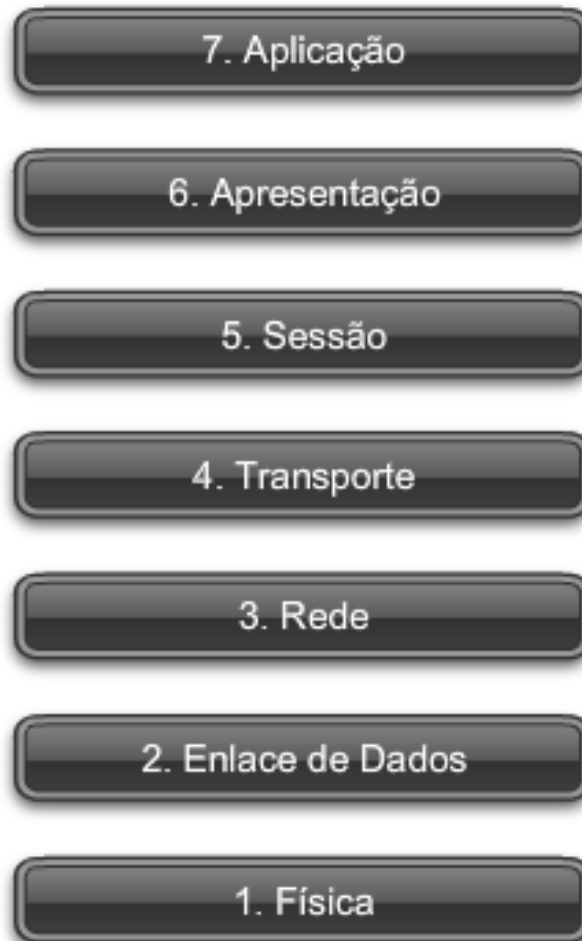 7. Aplicação
6. Apresentação
5. Sessão
4. Transporte
3. Rede
2. Enlace de Dados
1. Física